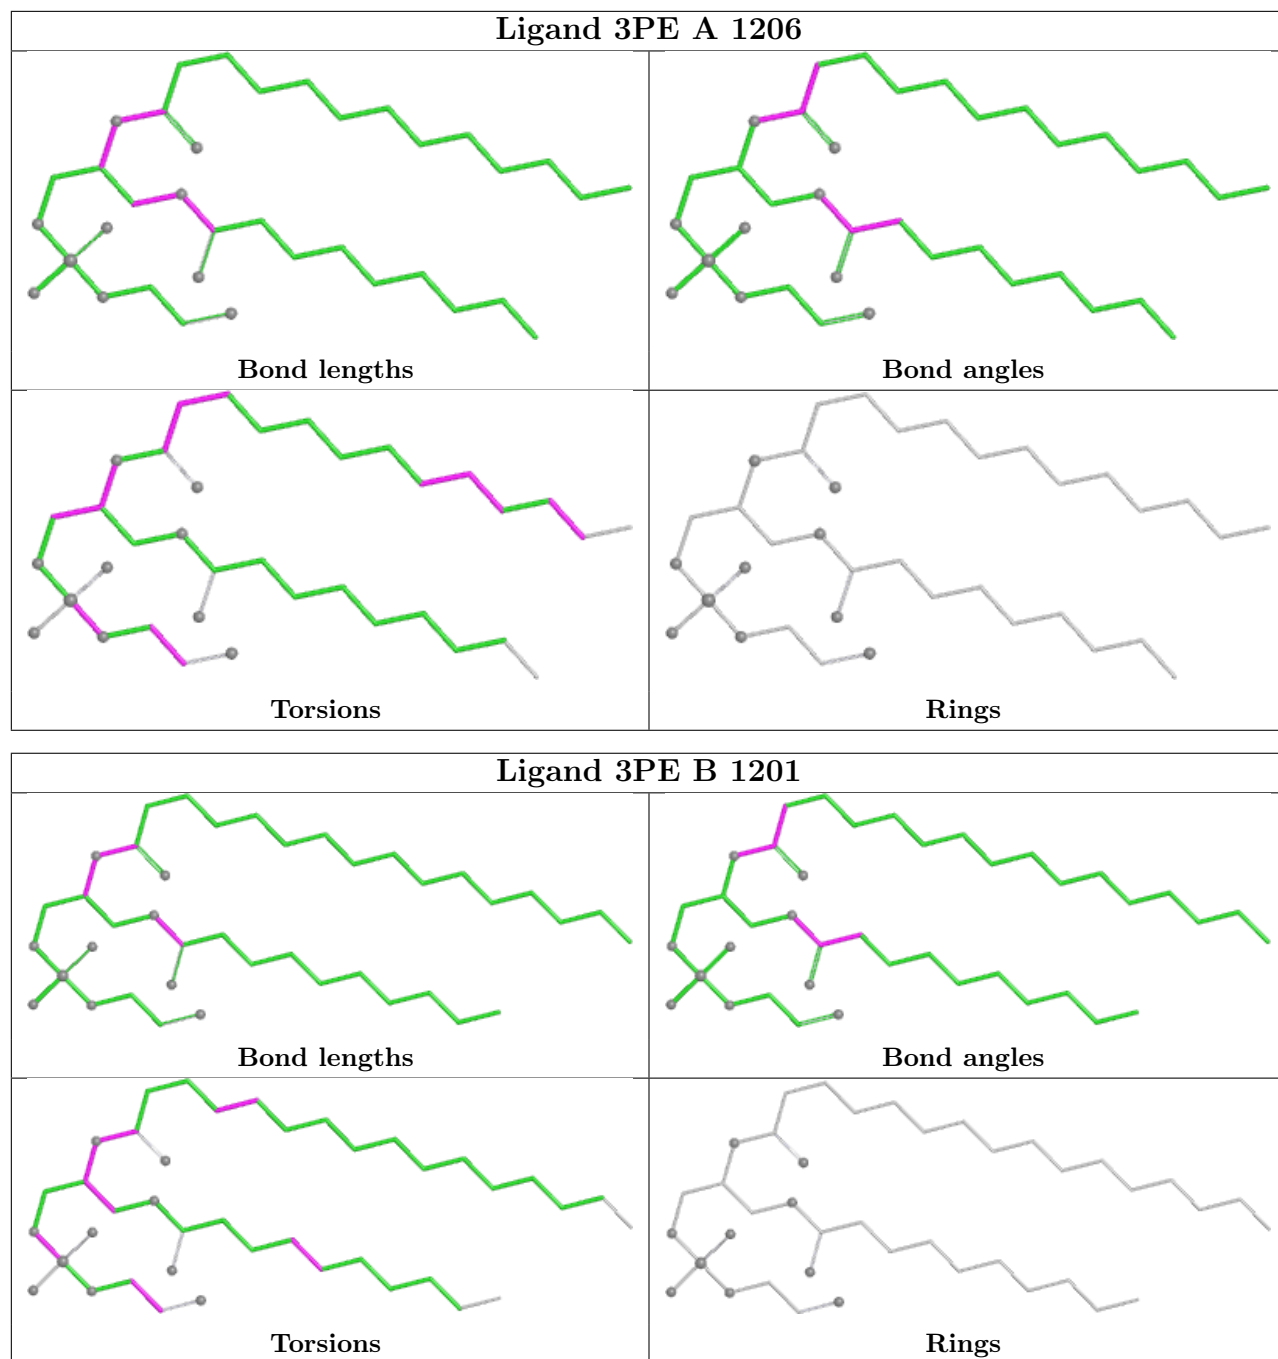 Ligand 3PE A 1206
Bond lengths
Bond angles
Torsions
Rings
Ligand 3PE B 1201
Bond lengths
Bond angles
Torsions
Rings